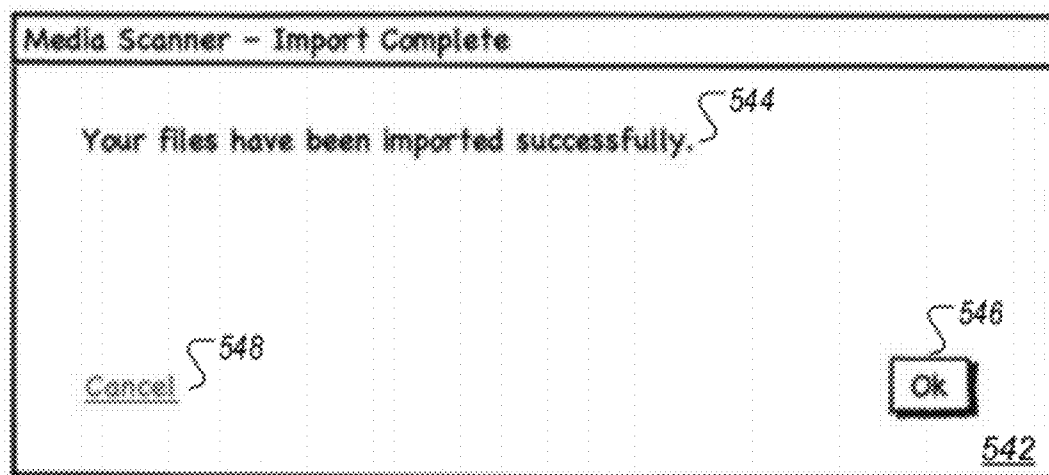 Media Scanner - Import Complete
544
Your files have been imported successfully.
546
548
Cancel
Ok
542